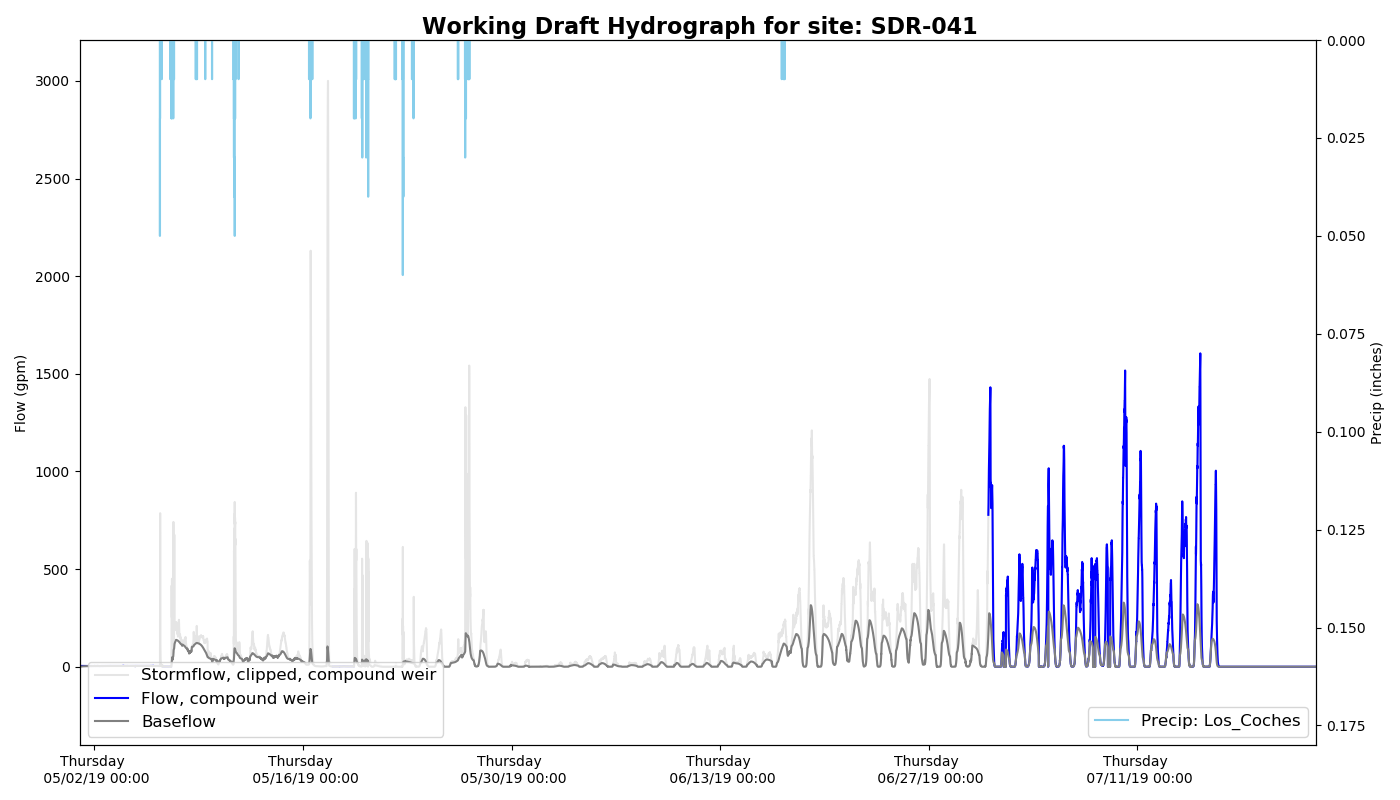 Working Draft Hydrograph for site: SDR-041
Flow (gpm)
3000
2500
2000
1500
1000
500
0
0.000
0.025
0.050
0.075
0.100
0.125
0.150
0.175
Precip (inches)
Stormflow, clipped, compound weir
Flow, compound weir
Baseflow
Precip: Los_Coches
Thursday
05/02/19 00:00
Thursday
05/16/19 00:00
Thursday
05/30/19 00:00
Thursday
06/13/19 00:00
Thursday
06/27/19 00:00
Thursday
07/11/19 00:00